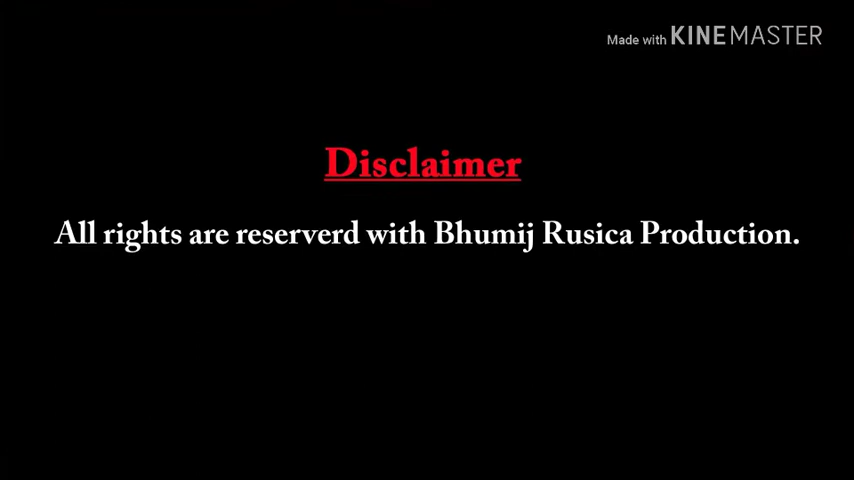 Made with KINEMASTER
Disclaimer
All rights are reserverd with Bhumij Rusica Production.